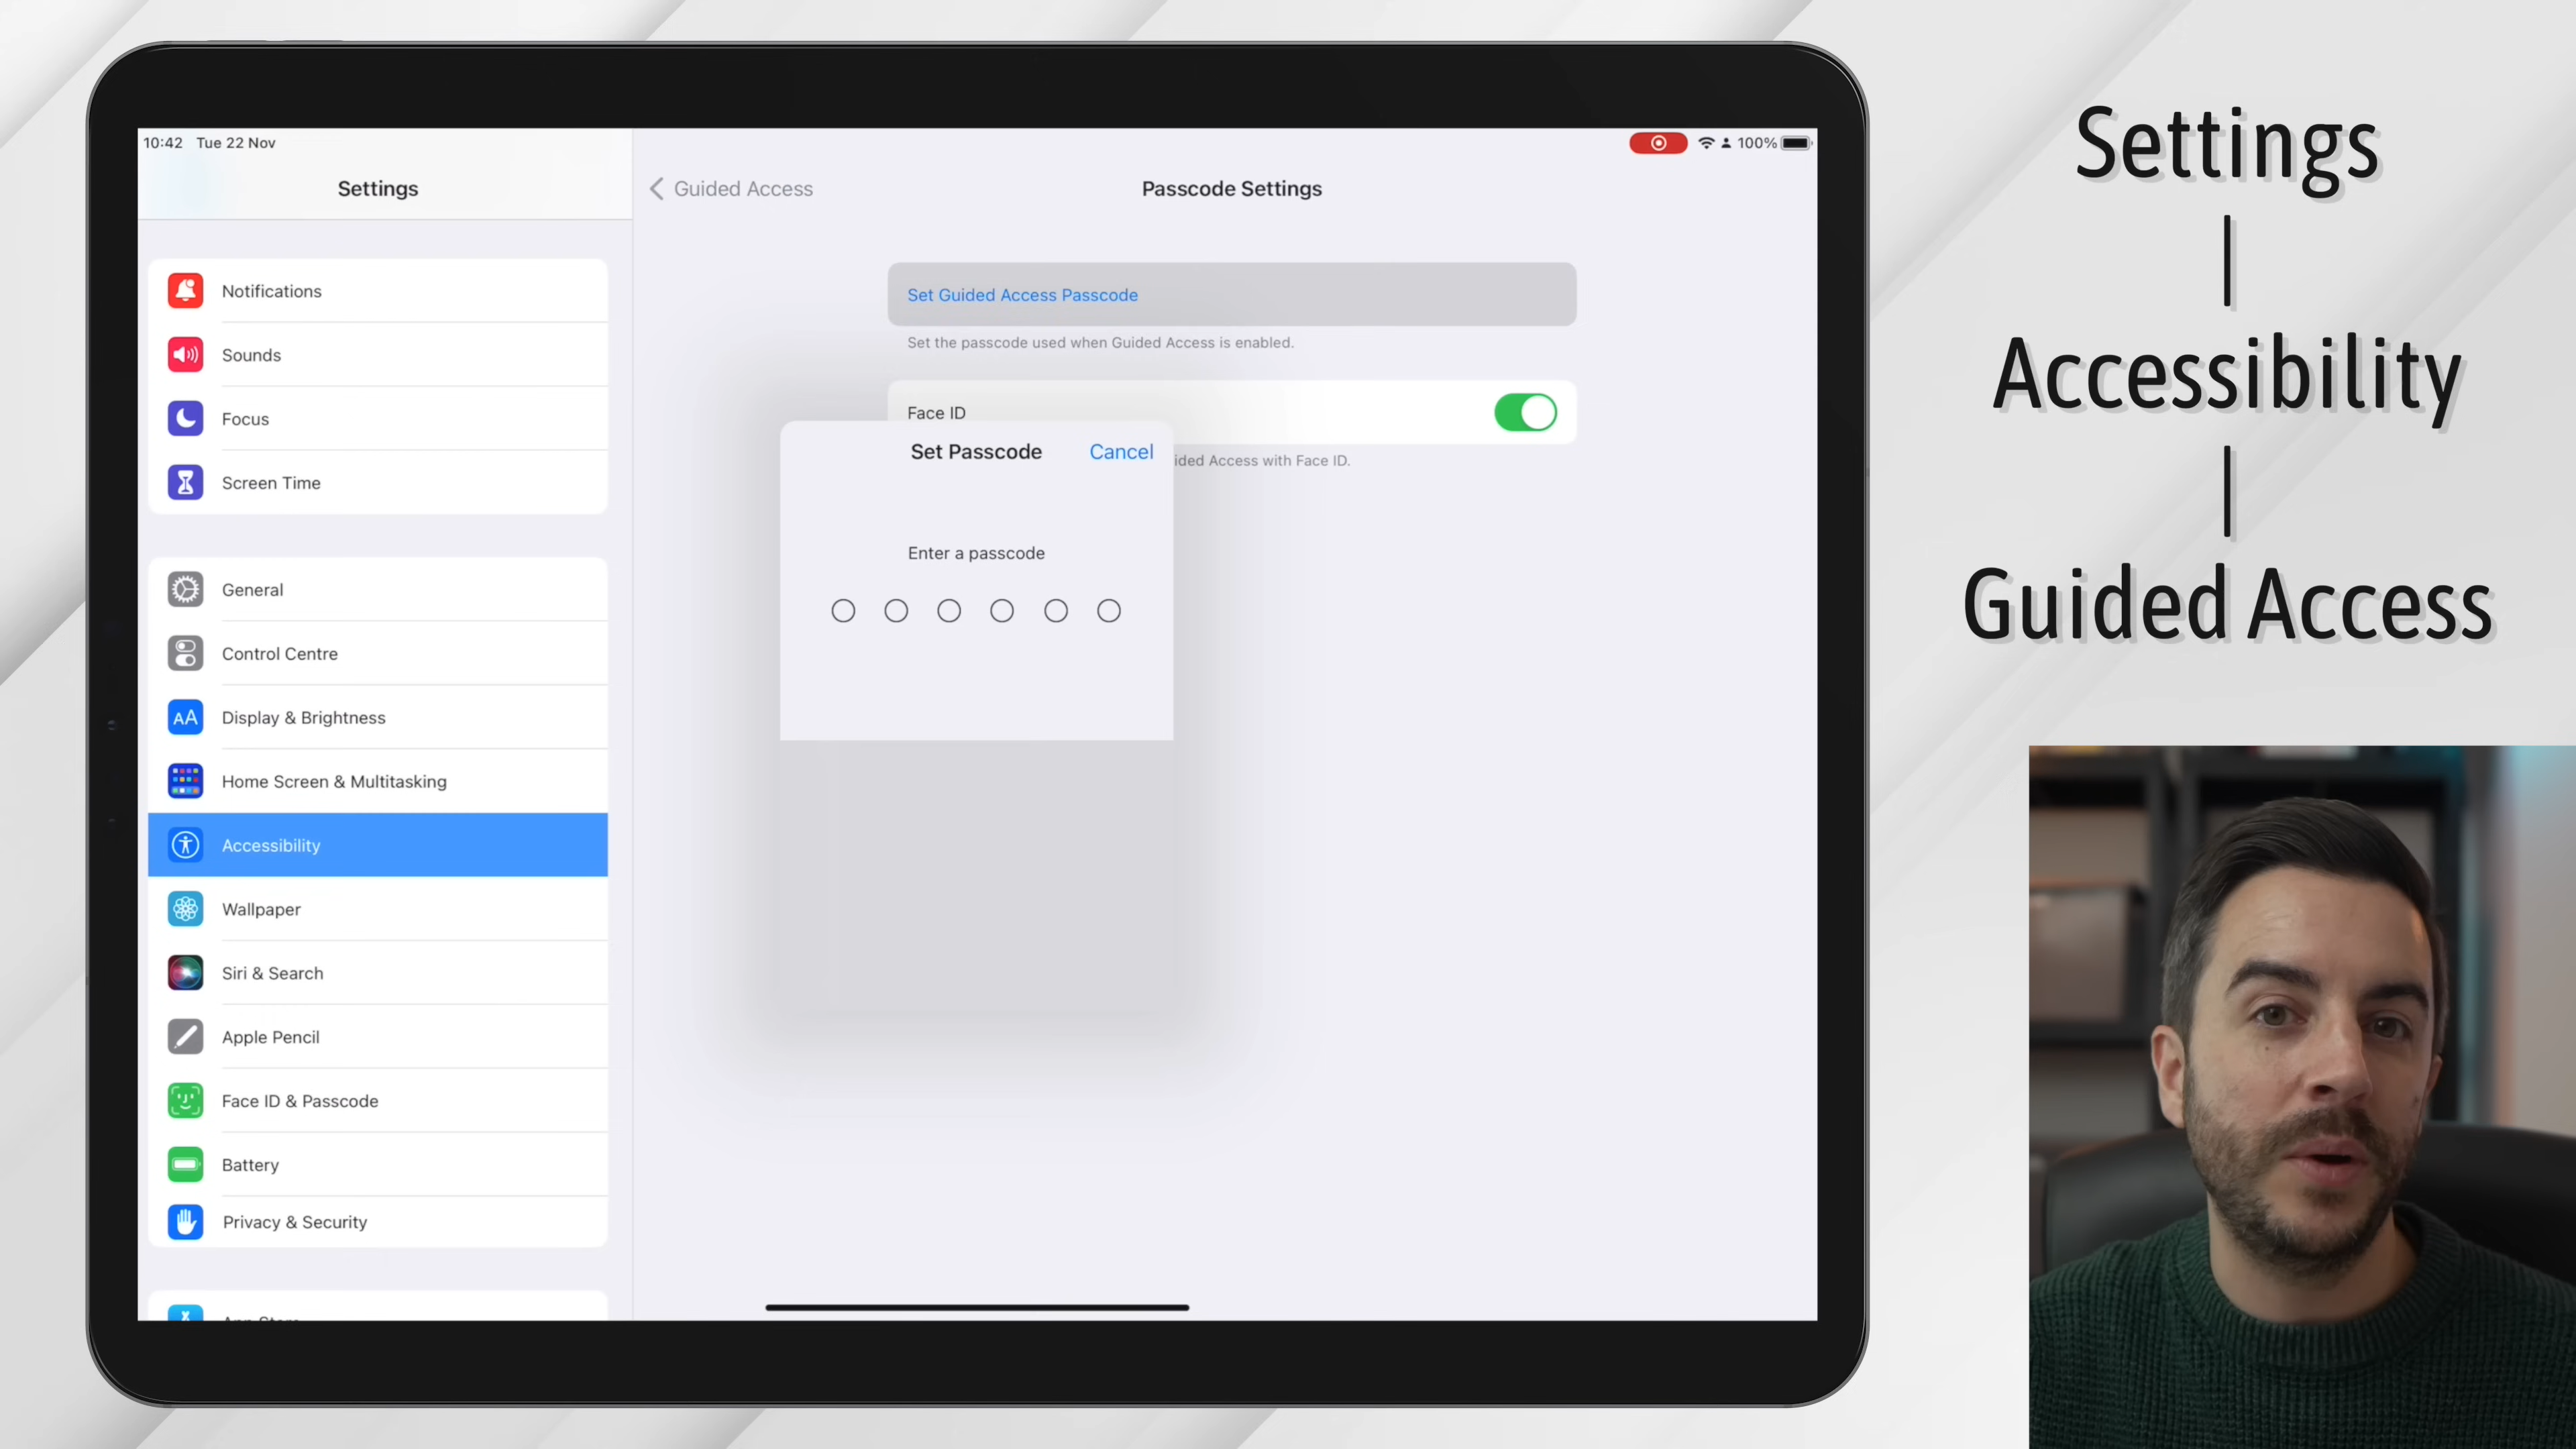 10:42 Tue 22 Nov
100%
Settings
Guided Access
Passcode Settings
Notifications
Sounds
Focus
Screen Time
General
Control Centre
AA Display & Brightness
Home Screen & Multitasking
Accessibility
Wallpaper
Siri & Search
Apple Pencil
Face ID & Passcode
Battery
Privacy & Security
Set Guided Access Passcode
Set the passcode used when Guided Access is enabled.
Face ID
Access with Face ID.
Set Passcode
Cancel
Enter a passcode
Settings
Accessibility
Guided Access